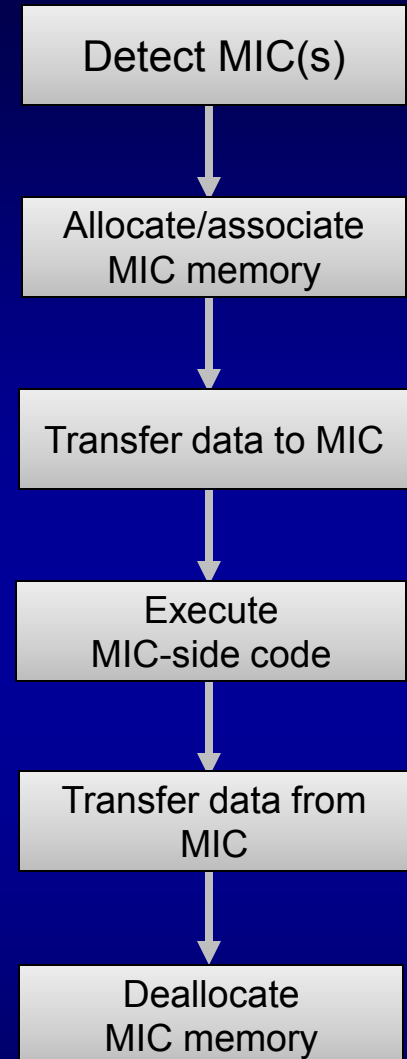 Detect MIC(s)
Allocate/associate
MIC memory
Transfer data to MIC
Execute
MIC-side code
Transfer data from
MIC
Deallocate
MIC memory